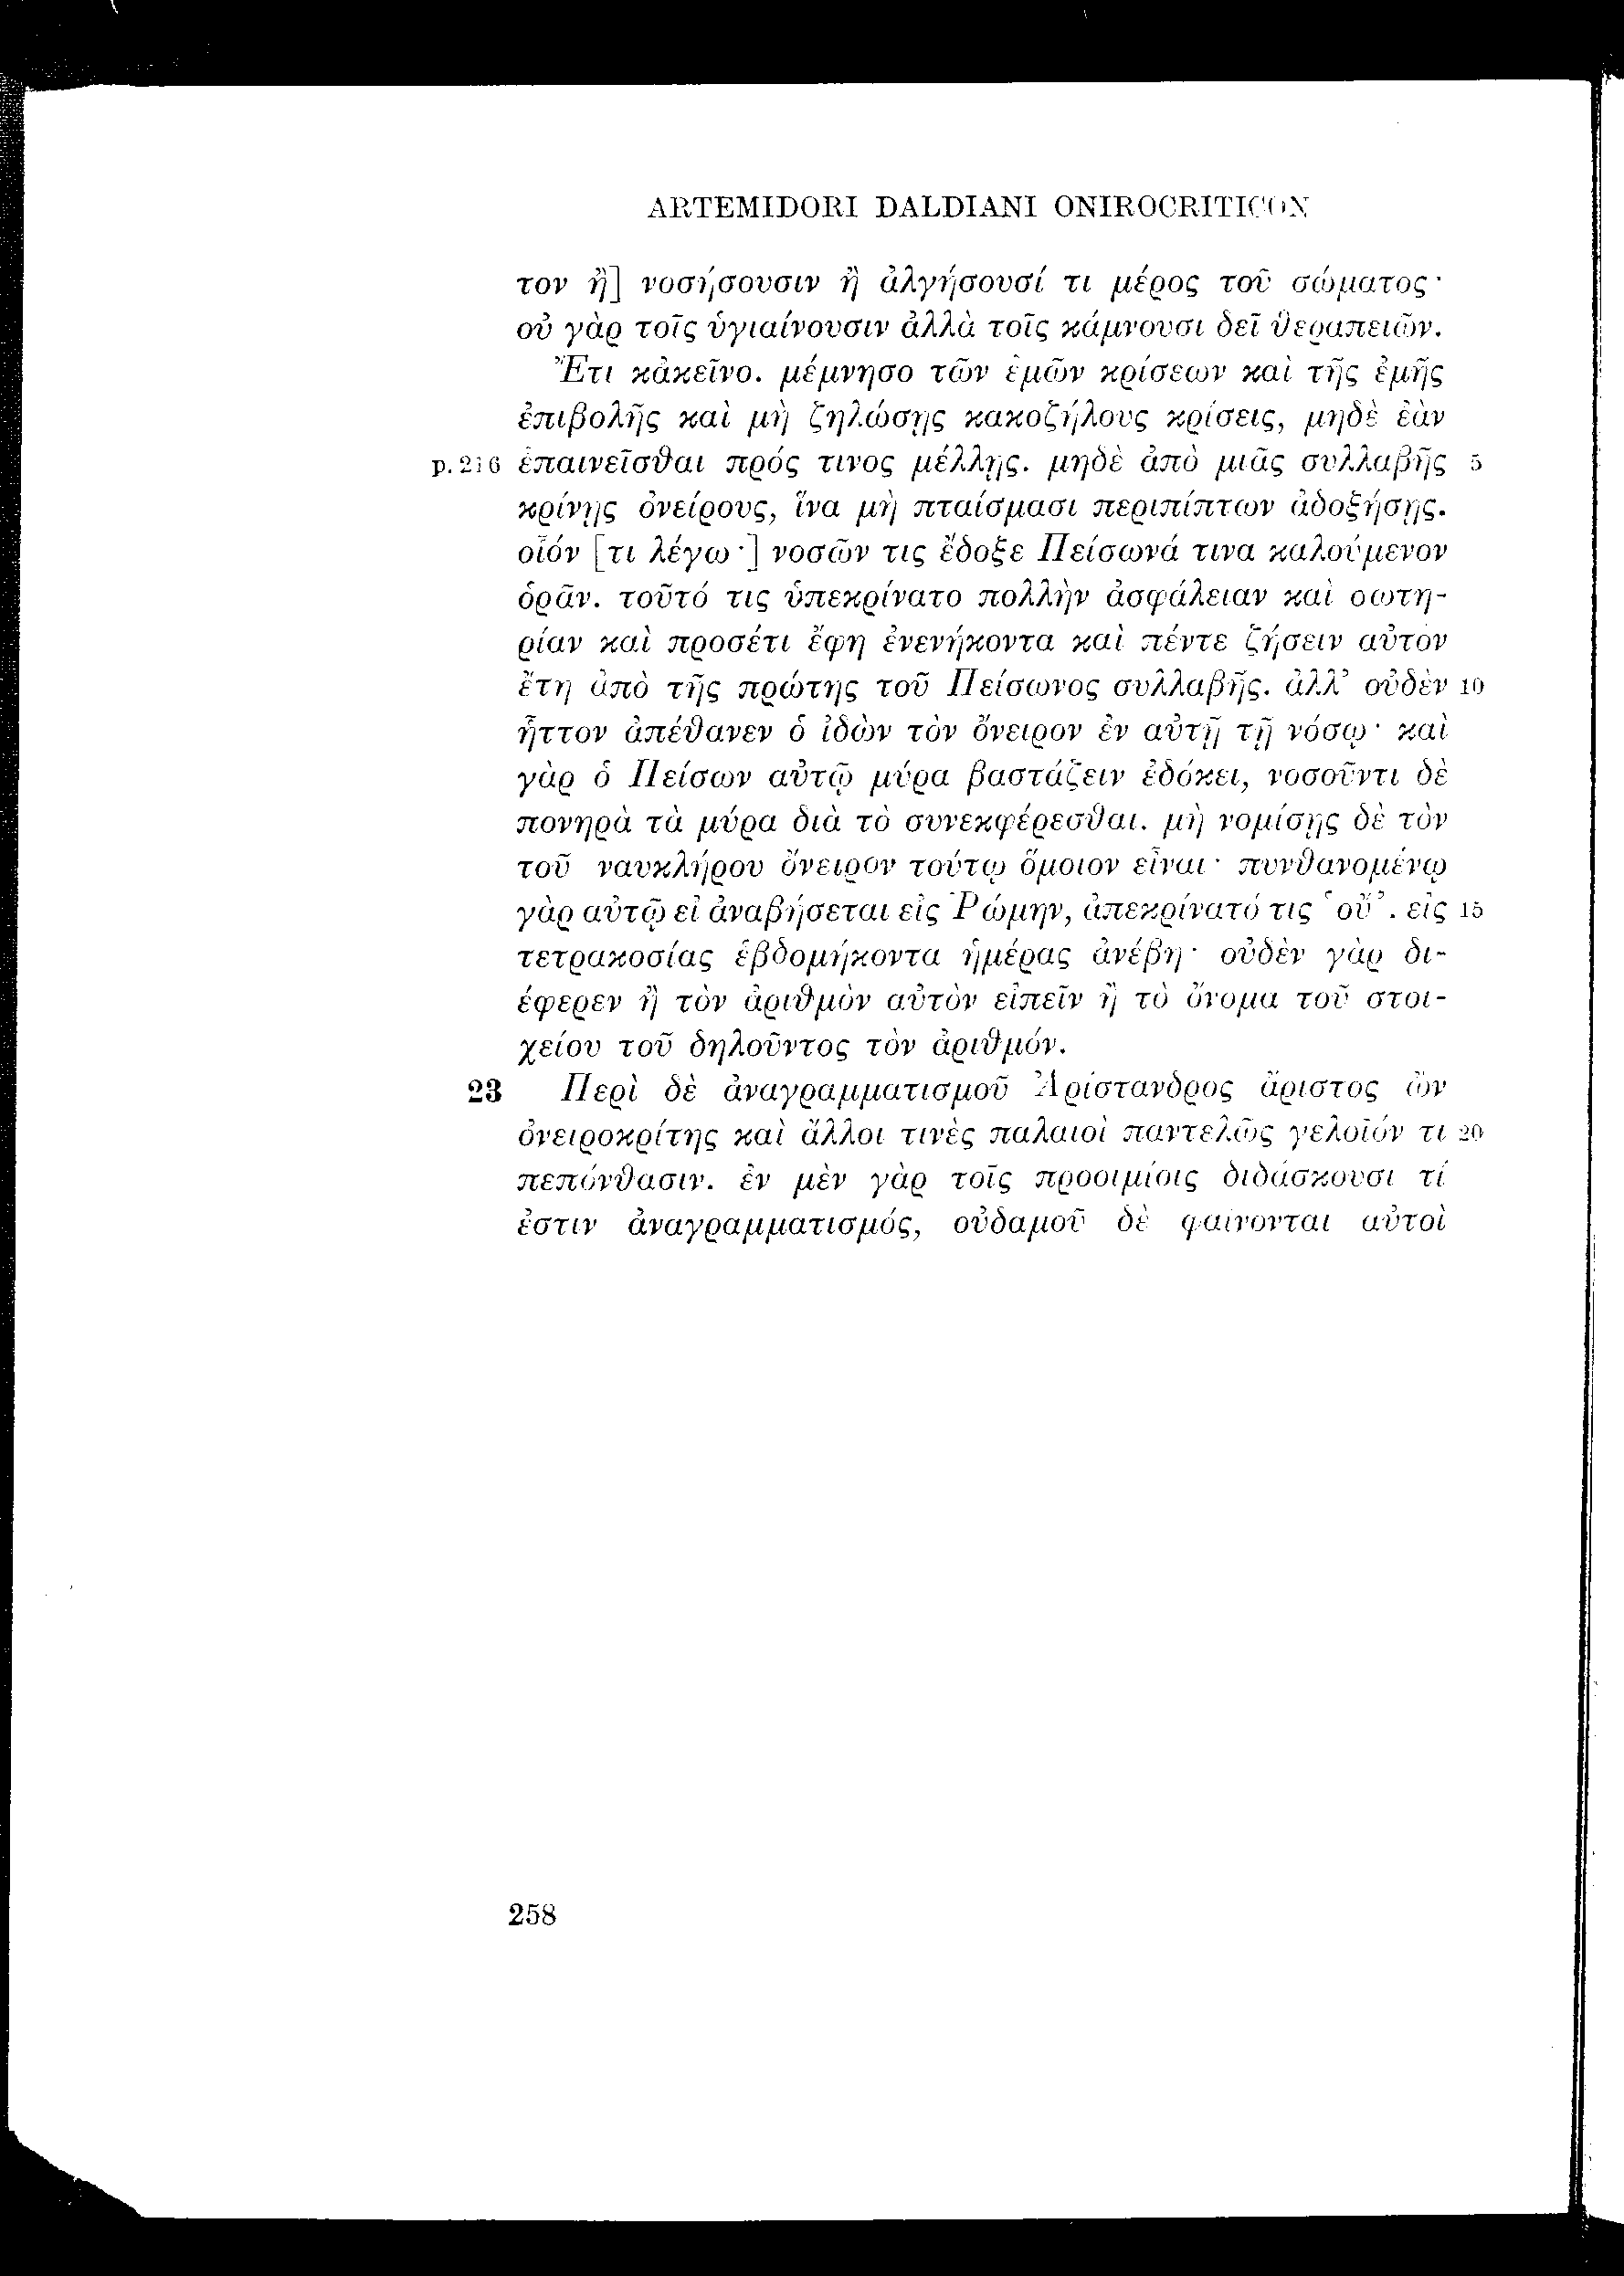 ARTEMIDORI DALDIANI ONIROCRITICON
τον ἢ] νοσήσουσιν ἢ ἀλγήσουσί τι μέρος τοῦ σώματος·
οὐ γὰρ τοῖς ὑγιαίνουσιν ἀλλὰ τοῖς κάμνουσι δεῖ θεραπειῶν.
Ἔτι κἀκεῖνο. μέμνησο τῶν ἐμῶν κρίσεων καὶ τῆς ἐμῆς
ἐπιβολῆς καὶ μὴ ζηλώσῃς κακοζήλους κρίσεις, μηδὲ ἐὰν
p. 216 ἐπαινεῖσθαι πρός τινος μέλλῃς. μηδὲ ἀπὸ μιᾶς συλλαβῆς 5
κρίνῃς ὀνείρους, ἵνα μὴ πταίσμασι περιπίπτων ἀδοξήσῃς.
οἷόν [τι λέγω·] νοσῶν τις ἔδοξε Πείσωνά τινα καλούμενον
ὁρᾶν. τοῦτό τις ὑπεκρίνατο πολλὴν ἀσφάλειαν καὶ σωτη-
ρίαν καὶ προσέτι ἔφη ἐνενήκοντα καὶ πέντε ζήσειν αὐτὸν
ἔτη ἀπὸ τῆς πρώτης τοῦ Πείσωνος συλλαβῆς. ἀλλ’ οὐδὲν 10
ἧττον ἀπέθανεν ὁ ἰδὼν τὸν ὄνειρον ἐν αὐτῇ τῇ νόσῳ· καὶ
γὰρ ὁ Πείσων αὐτῷ μύρα βαστάζειν ἐδόκει, νοσοῦντι δὲ
πονηρὰ τὰ μύρα διὰ τὸ συνεκφέρεσθαι. μὴ νομίσῃς δὲ τὸν
τοῦ ναυκλήρου ὄνειρον τούτῳ ὅμοιον εἶναι· πυνθανομένῳ
γὰρ αὐτῷ εἰ ἀναβήσεται εἰς Ῥώμην, ἀπεκρίνατό τις ‘οὔ’. εἰς 15
τετρακοσίας ἑβδομήκοντα ἡμέρας ἀνέβη· οὐδὲν γὰρ δι-
έφερεν ἢ τὸν ἀριθμὸν αὐτὸν εἰπεῖν ἢ τὸ ὄνομα τοῦ στοι-
χείου τοῦ δηλοῦντος τὸν ἀριθμόν.
23 Περὶ δὲ ἀναγραμματισμοῦ Ἀρίστανδρος ἄριστος ὢν
ὀνειροκρίτης καὶ ἄλλοι τινὲς παλαιοὶ παντελῶς γελοῖόν τι 20
πεπόνθασιν. ἐν μὲν γὰρ τοῖς προοιμίοις διδάσκουσι τί
ἐστιν ἀναγραμματισμός, οὐδαμοῦ δὲ φαίνονται αὐτοὶ
258